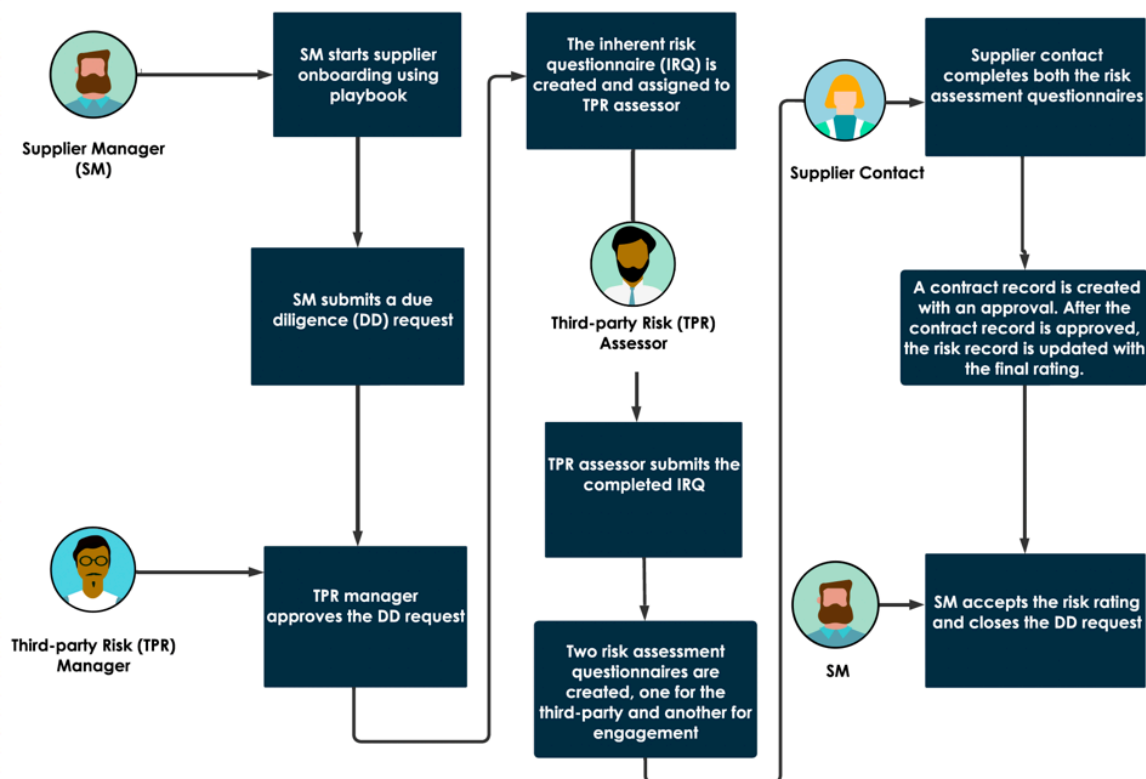 SM starts supplier
onboarding using
playbook
Supplier Manager
(SM)
SM submits a due
diligence (DD) request
TPR manager
approves the DD request
Third-party Risk (TPR)
Manager
The inherent risk
questionnaire (IRQ) is
created and assigned to
TPR assessor
Third-party Risk (TPR)
Assessor
TPR assessor submits the
completed IRQ
Two risk assessment
questionnaires are
created, one for the
third-party and another for
engagement
Supplier contact
completes both the risk
assessment questionnaires
Supplier Contact
A contract record is created
with an approval. After the
contract record is approved,
the risk record is updated with
the final rating.
SM accepts the risk rating
and closes the DD request
SM